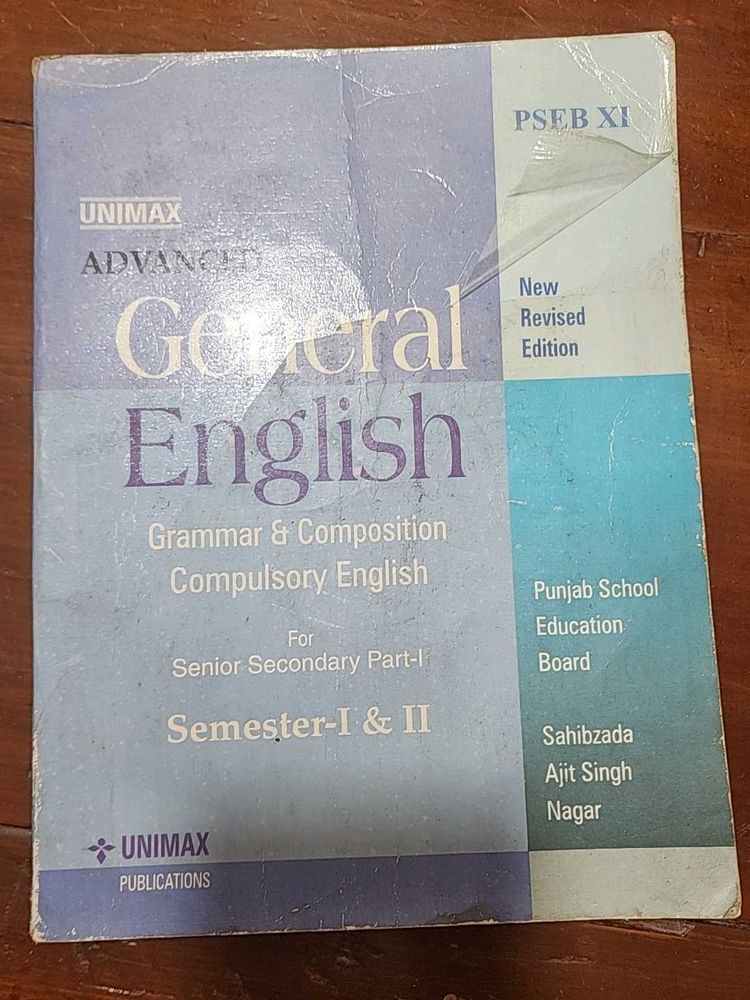 PSEB XI
UNIMAX
ADVANCED
General
English
Grammar & Composition
Compulsory English
For
Senior Secondary Part-I
Semester-I & II
New
Revised
Edition
Punjab School
Education
Board
Sahibzada
Ajit Singh
Nagar
UNIMAX
PUBLICATIONS